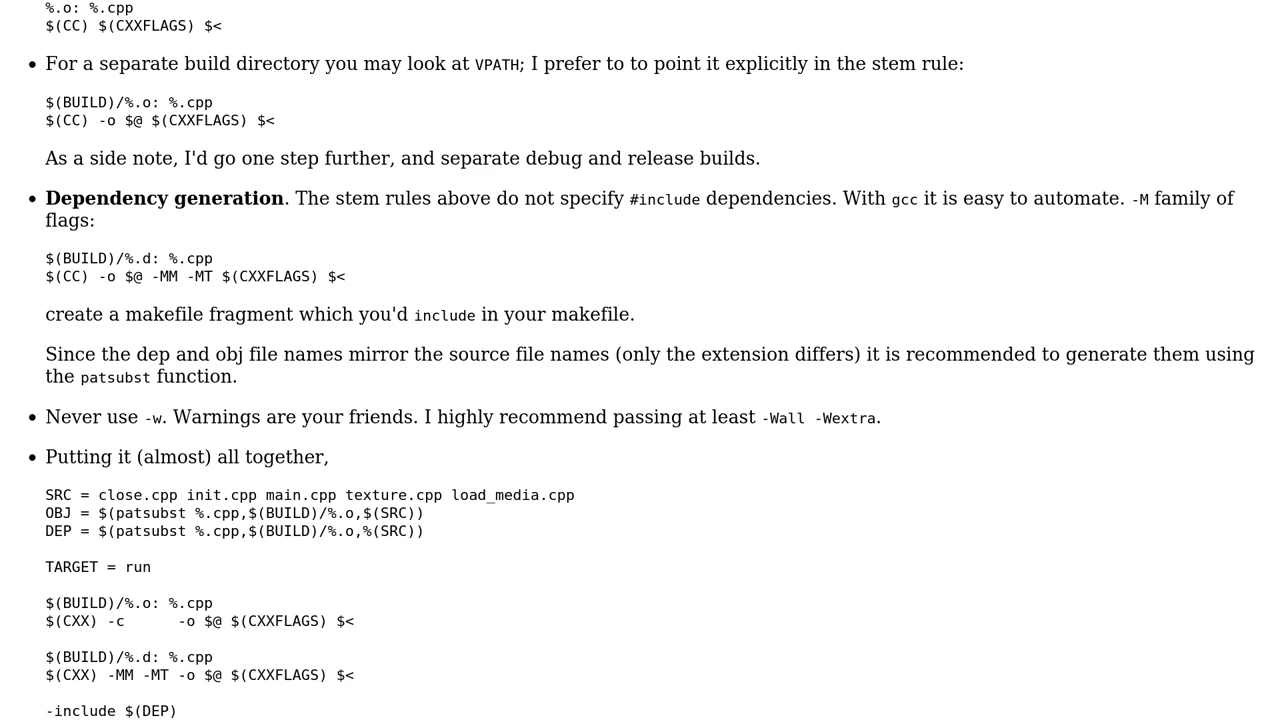 %.o: %.cpp
$(CC) $(CXXFLAGS) $<
• For a separate build directory you may look at VPATH; I prefer to to point it explicitly in the stem rule:
$(BUILD)/%.o: %.cpp
$(CC) -o $@ $(CXXFLAGS) $<
As a side note, I'd go one step further, and separate debug and release builds.
• Dependency generation. The stem rules above do not specify #include dependencies. With gcc it is easy to automate. -M family of
flags:
$(BUILD)/%.d: %.cpp
$(CC) -o $@ -MM -MT $(CXXFLAGS) $<
create a makefile fragment which you'd include in your makefile.
Since the dep and obj file names mirror the source file names (only the extension differs) it is recommended to generate them using
the patsubst function.
• Never use -w. Warnings are your friends. I highly recommend passing at least -Wall -Wextra.
• Putting it (almost) all together,
SRC = close.cpp init.cpp main.cpp texture.cpp load_media.cpp
OBJ = $(patsubst %.cpp,$(BUILD)/%.o,$(SRC))
DEP = $(patsubst %.cpp,$(BUILD)/%.o,%(SRC))
TARGET = run
$(BUILD)/%.o: %.cpp
$(CXX) -c      -o $@ $(CXXFLAGS) $<
$(BUILD)/%.d: %.cpp
$(CXX) -MM -MT -o $@ $(CXXFLAGS) $<
-include $(DEP)